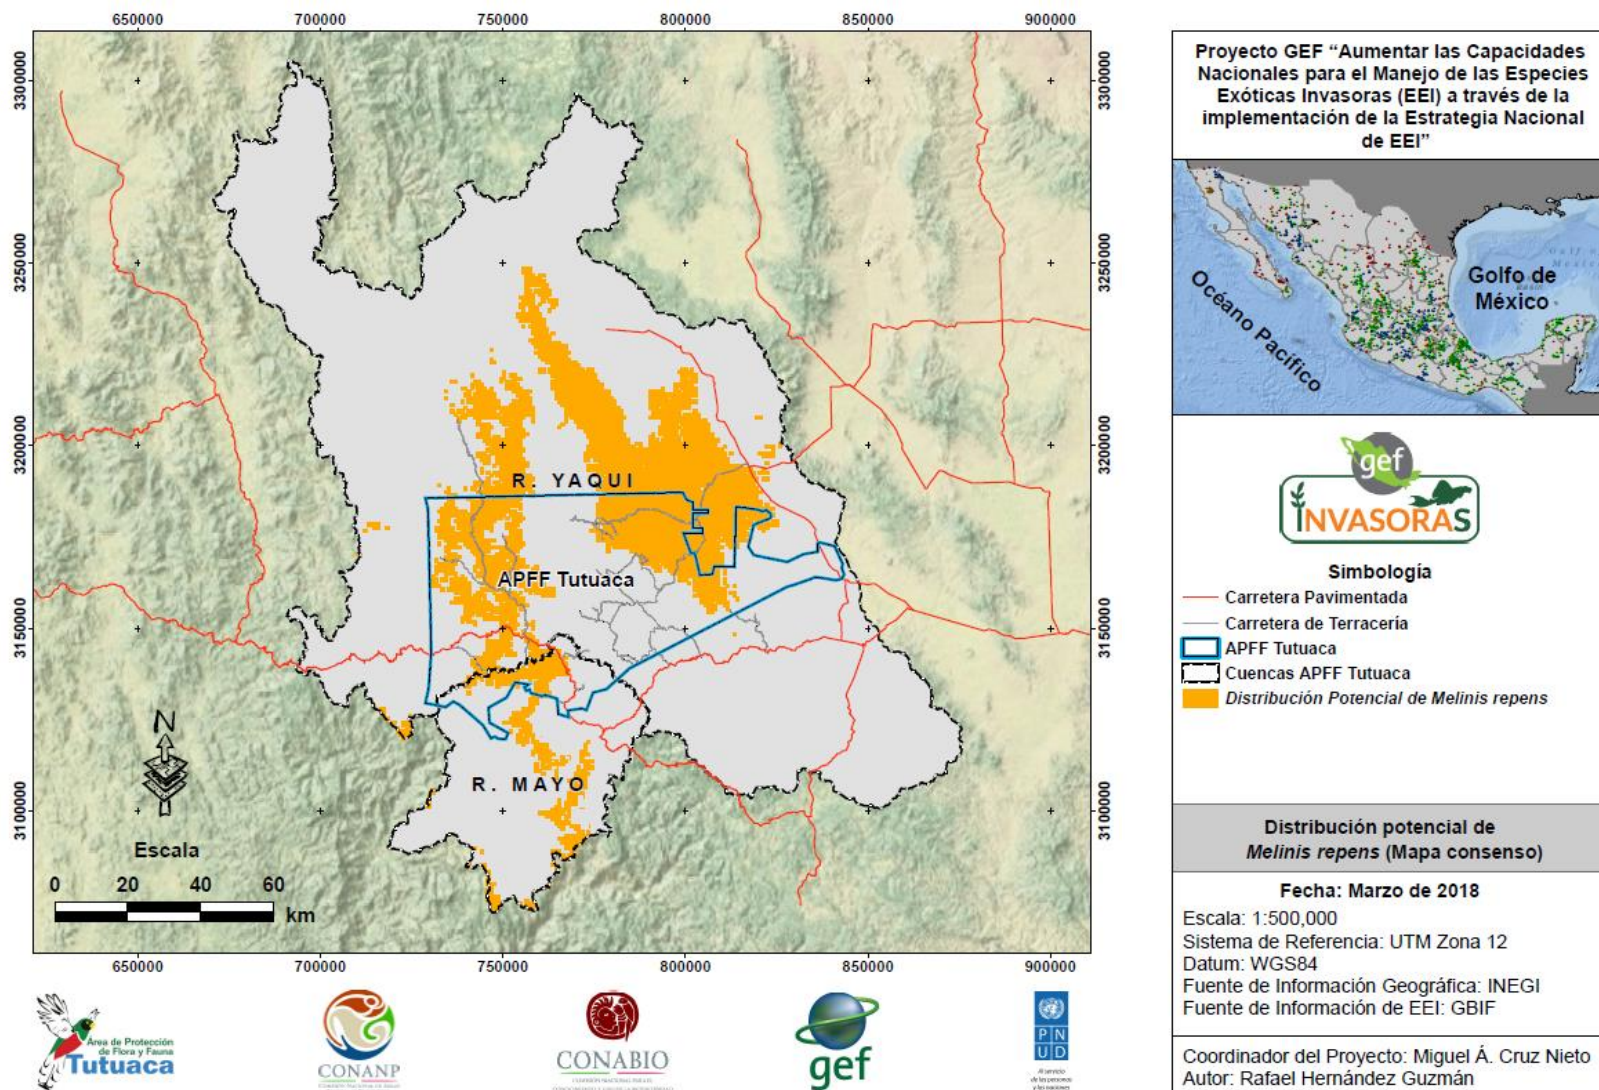 650000 700000 750000 800000 850000 900000
3300000
3250000
3200000
3150000
3100000
3300000
3250000
3200000
3150000
3100000
R. YAQUI
APFF Tutuaca
R. MAYO
N
Escala
0 20 40 60
km
650000 700000 750000 800000 850000 900000
Proyecto GEF “Aumentar las Capacidades
Nacionales para el Manejo de las Especies
Exóticas Invasoras (EEI) a través de la
implementación de la Estrategia Nacional
de EEI”
Océano Pacífico
Golfo de
México
gef
INVASORAS
Simbología
Carretera Pavimentada
Carretera de Terracería
APFF Tutuaca
Cuencas APFF Tutuaca
Distribución Potencial de Melinis repens
Distribución potencial de
Melinis repens (Mapa consenso)
Fecha: Marzo de 2018
Escala: 1:500,000
Sistema de Referencia: UTM Zona 12
Datum: WGS84
Fuente de Información Geográfica: INEGI
Fuente de Información de EEI: GBIF
Coordinador del Proyecto: Miguel Á. Cruz Nieto
Autor: Rafael Hernández Guzmán
Área de Protección
de Flora y Fauna
Tutuaca
CONANP
CONABIO
gef
P N
U D
Al servicio
de las personas
y las naciones